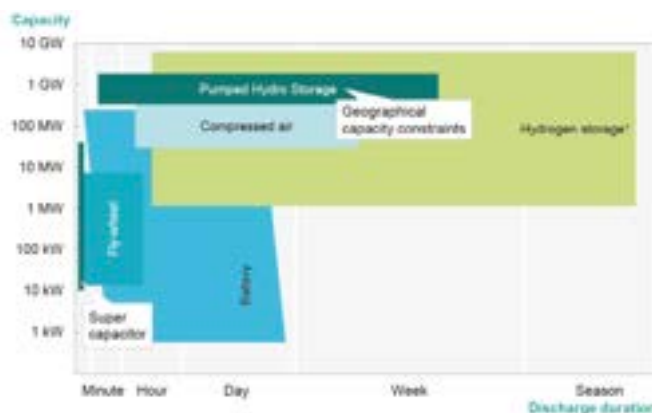 Capacity
10 GW
1 GW
100 MW
10 MW
1 MW
100 kW
10 kW
1 kW
Pumped Hydro Storage
Geographical
capacity constraints
Compressed air
Hydrogen storage¹
Fly-wheel
Battery
Super
capacitor
Minute
Hour
Day
Week
Season
Discharge duration